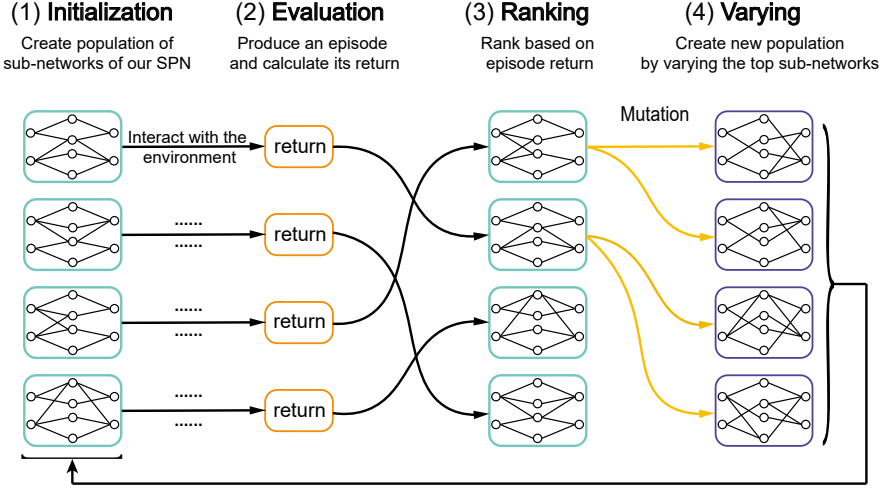 (1) Initialization
Create population of
sub-networks of our SPN
(2) Evaluation
Produce an episode
and calculate its return
(3) Ranking
Rank based on
episode return
(4) Varying
Create new population
by varying the top sub-networks
Interact with the
environment
return
Mutation
......
......
return
......
......
return
......
......
return